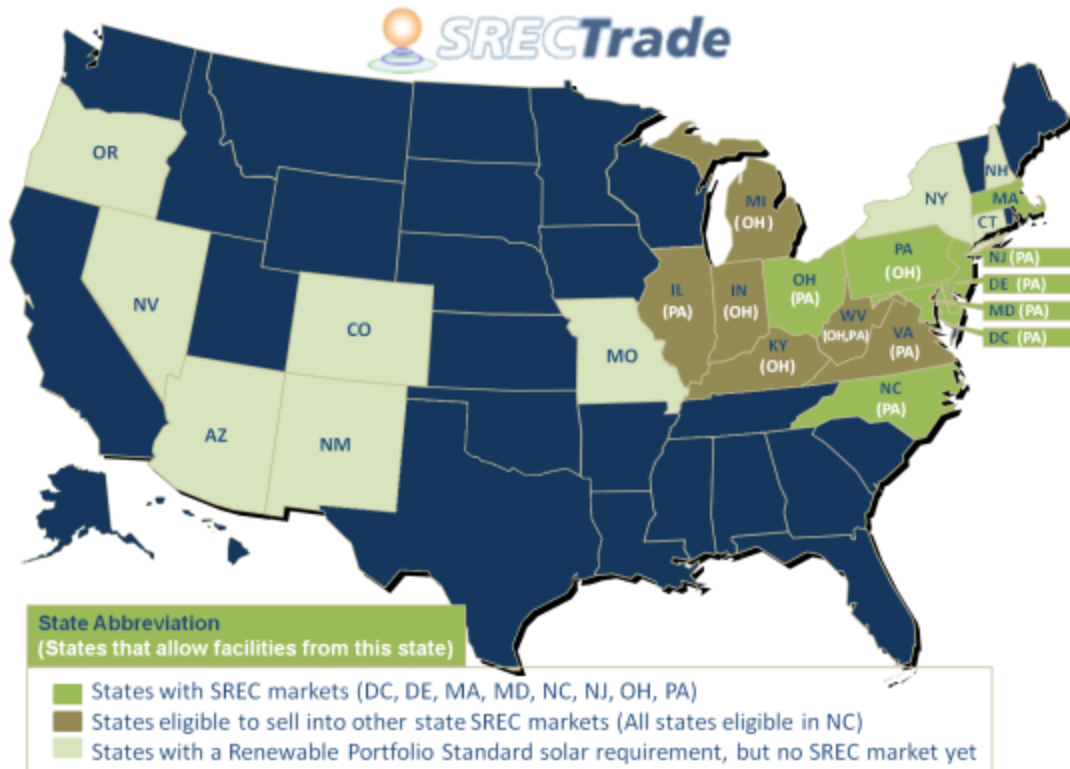 SRECTrade
OR
NV
AZ
CO
NM
MO
MI
(OH)
IL
(PA)
IN
(OH)
OH
(PA)
KY
(OH)
WV
(OH,PA)
VA
(PA)
NC
(PA)
PA
(OH)
NY
NH
MA
CT
NJ (PA)
DE (PA)
MD (PA)
DC (PA)
State Abbreviation
(States that allow facilities from this state)
States with SREC markets (DC, DE, MA, MD, NC, NJ, OH, PA)
States eligible to sell into other state SREC markets (All states eligible in NC)
States with a Renewable Portfolio Standard solar requirement, but no SREC market yet